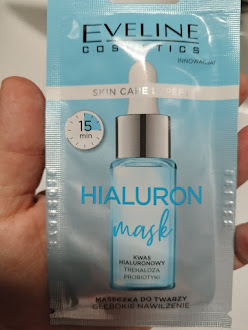 EVELINE
COSMETICS
INNOWACJA!
SKIN CARE EXPERT
15
min
HIALURON
mask
KWAS
HIALURONOWY
TREHALOZA
PROBIOTYKI
MASECZKA DO TWARZY
GŁĘBOKIE NAWILŻENIE